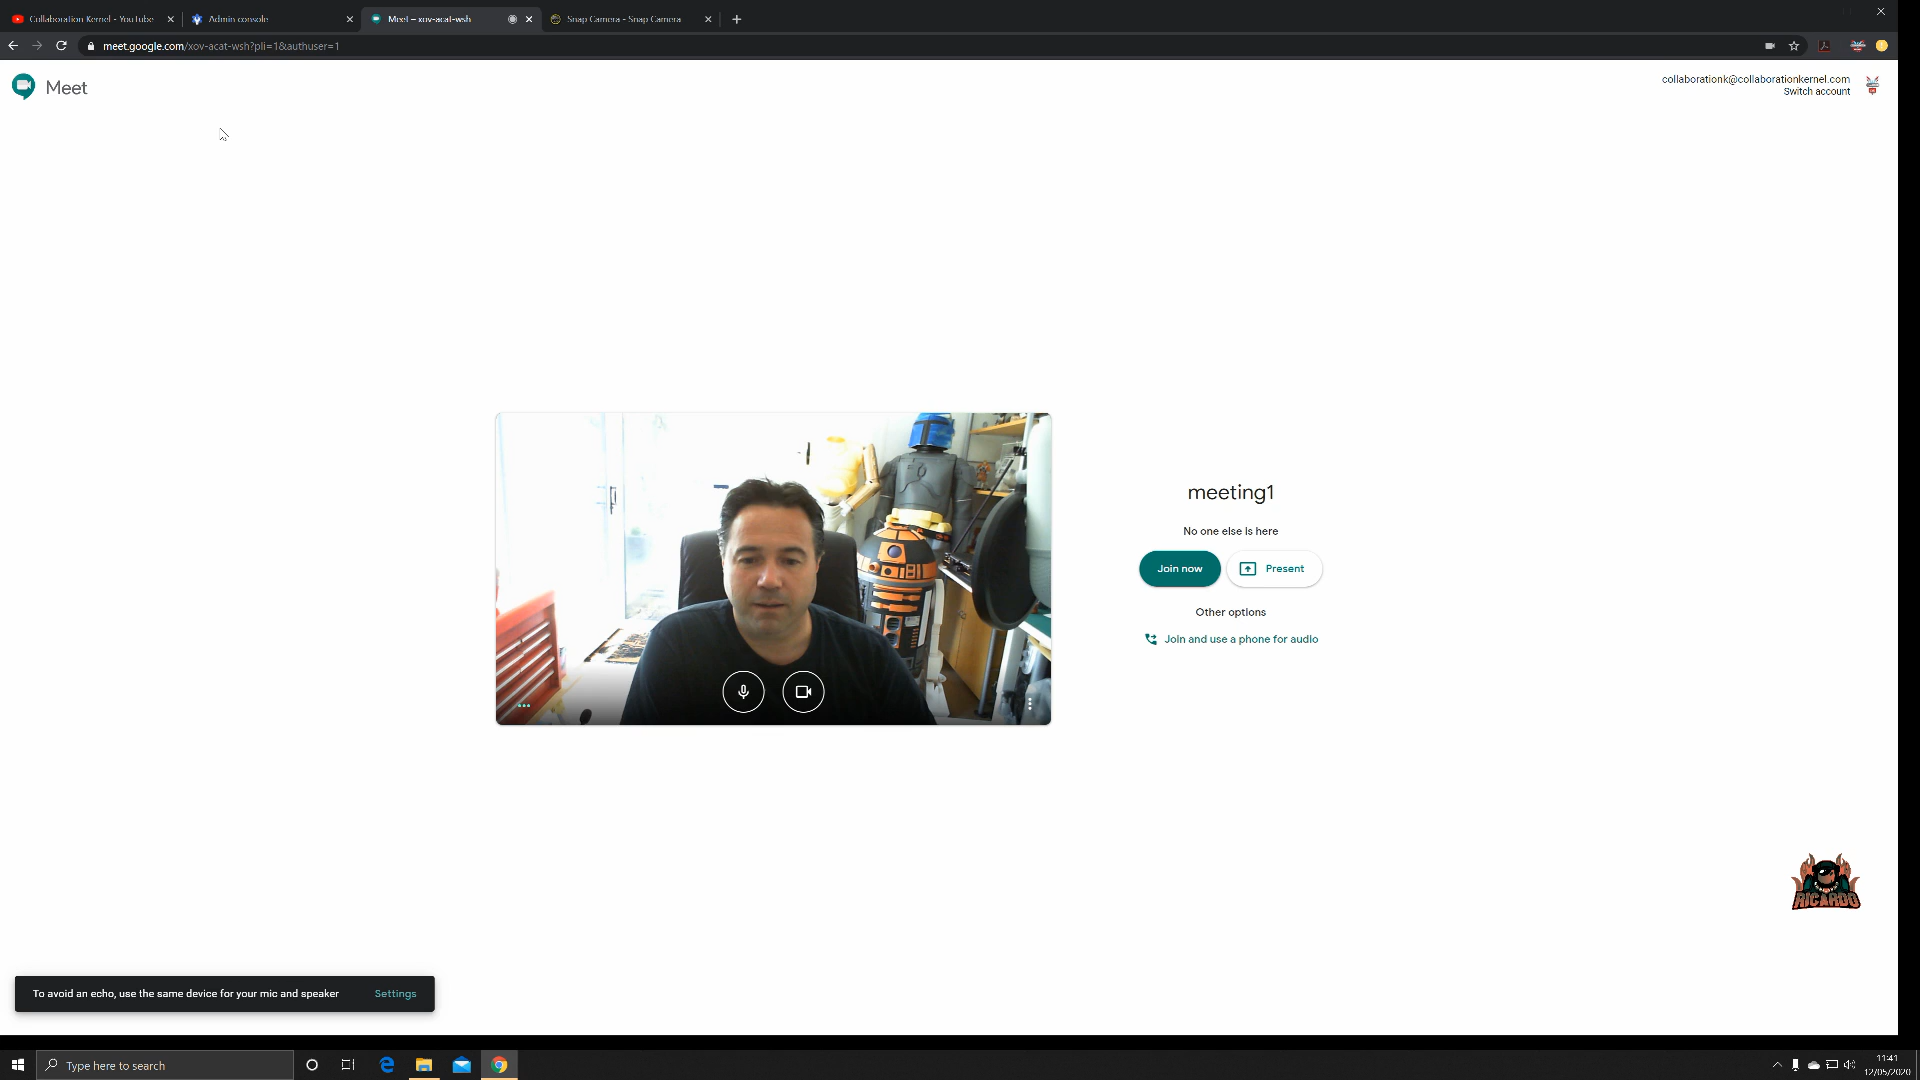 Collaboration Kernel - YouTube
Admin console
Meet – xov-acat-wsh
Snap Camera - Snap Camera
meet.google.com/xov-acat-wsh?pli=1&authuser=1
Meet
collaborationk@collaborationkernel.com
Switch account
meeting1
No one else is here
Join now
Present
Other options
Join and use a phone for audio
RICARDO
To avoid an echo, use the same device for your mic and speaker
Settings
Type here to search
11:41
12/05/2020